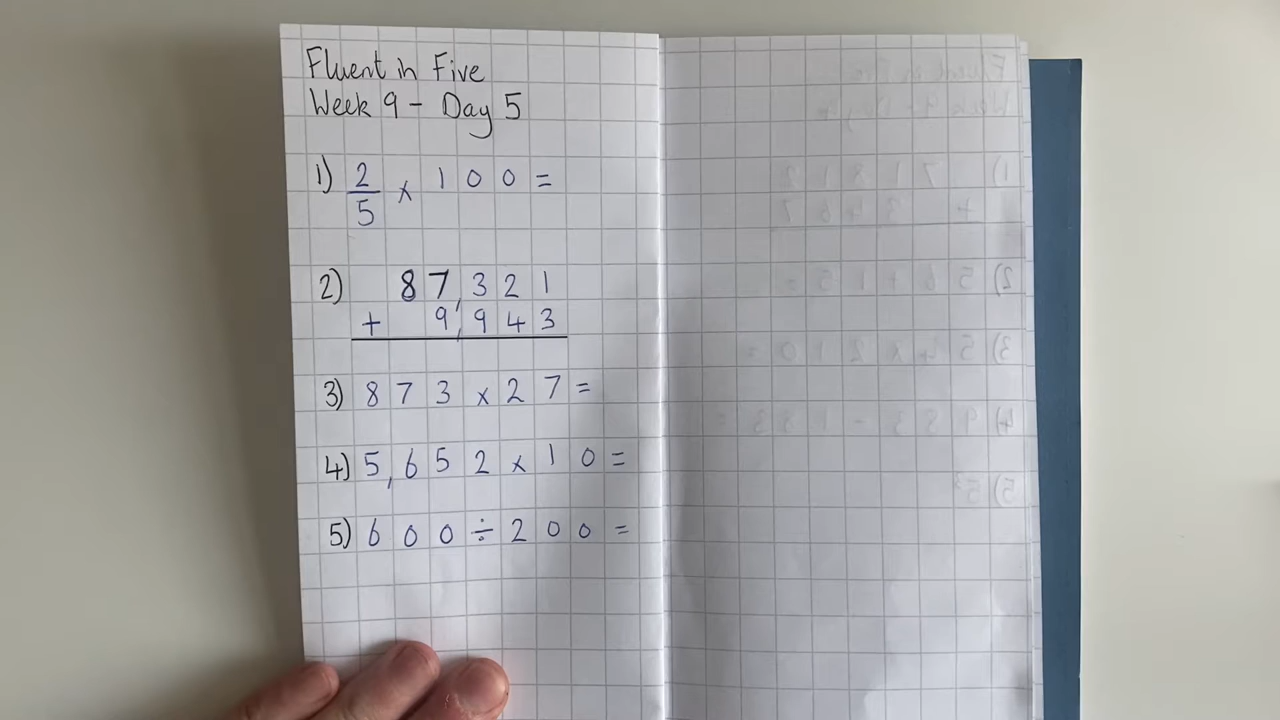 Fluent in Five
Week 9 - Day 5
1) 2/5 x 100 =
2) 87,321
+ 9,943
3) 873 x 27 =
4) 5,652 x 10 =
5) 600 ÷ 200 =